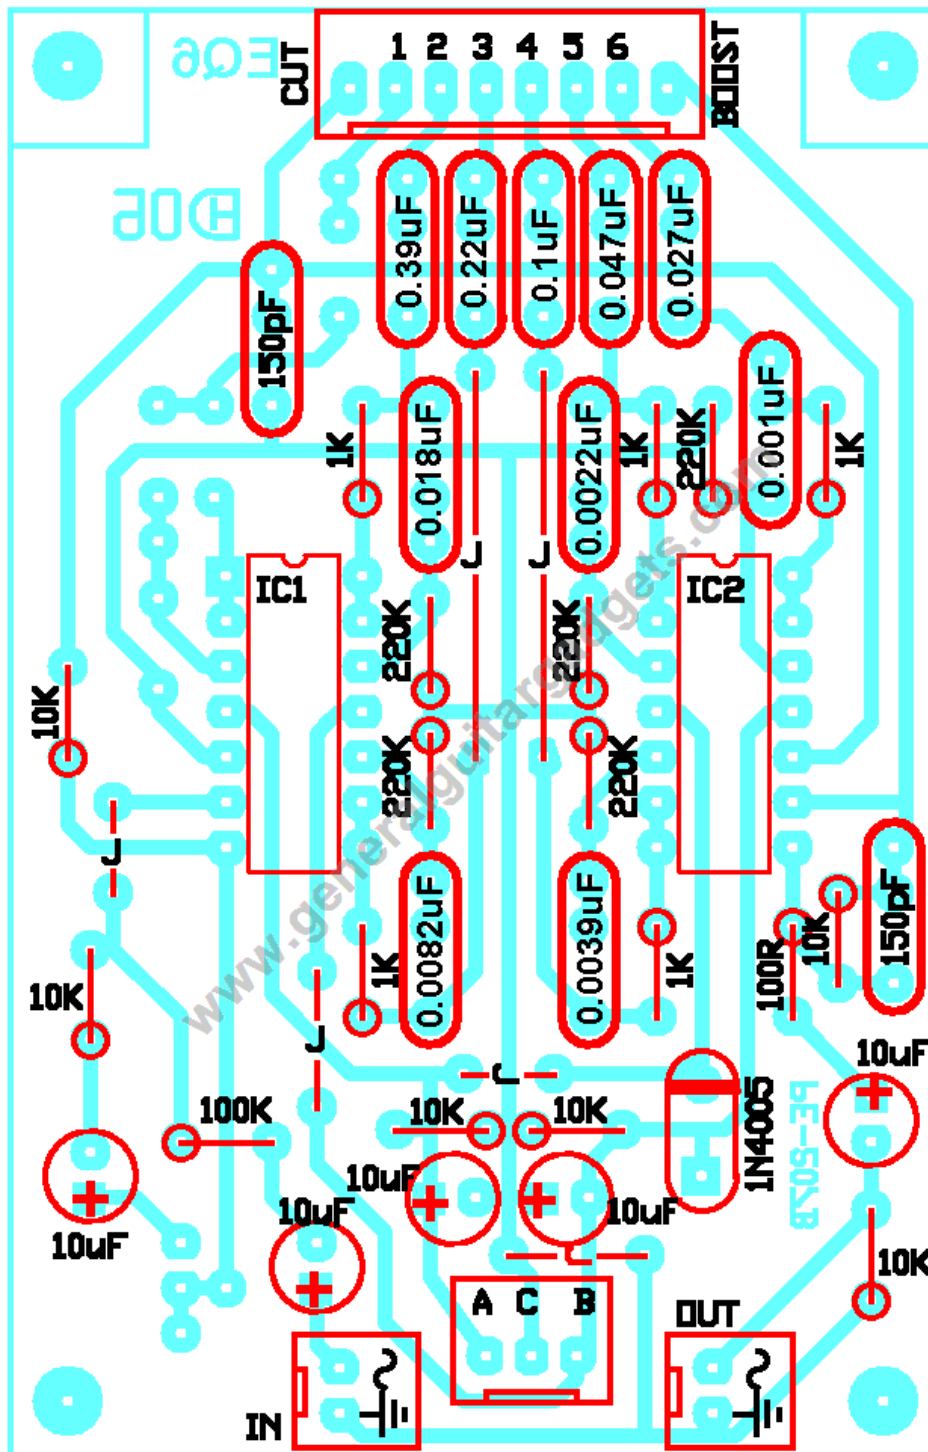 EQ6
CUT
1 2 3 4 5 6
BOOST
ED05
0.39uF
0.22uF
0.1uF
0.047uF
0.027uF
150pF
1K
0.018uF
0.0022uF
1K
220K
0.001uF
1K
J
J
IC1
IC2
220K
220K
10K
220K
220K
J
www.generalguitargadgets.com
0.0082uF
0.0039uF
1K
1K
100R
10K
150pF
10K
J
J
10uF
100K
10K
10K
1N4005
PE-807B
10uF
10uF
10uF
10uF
J
10K
A C B
OUT
IN